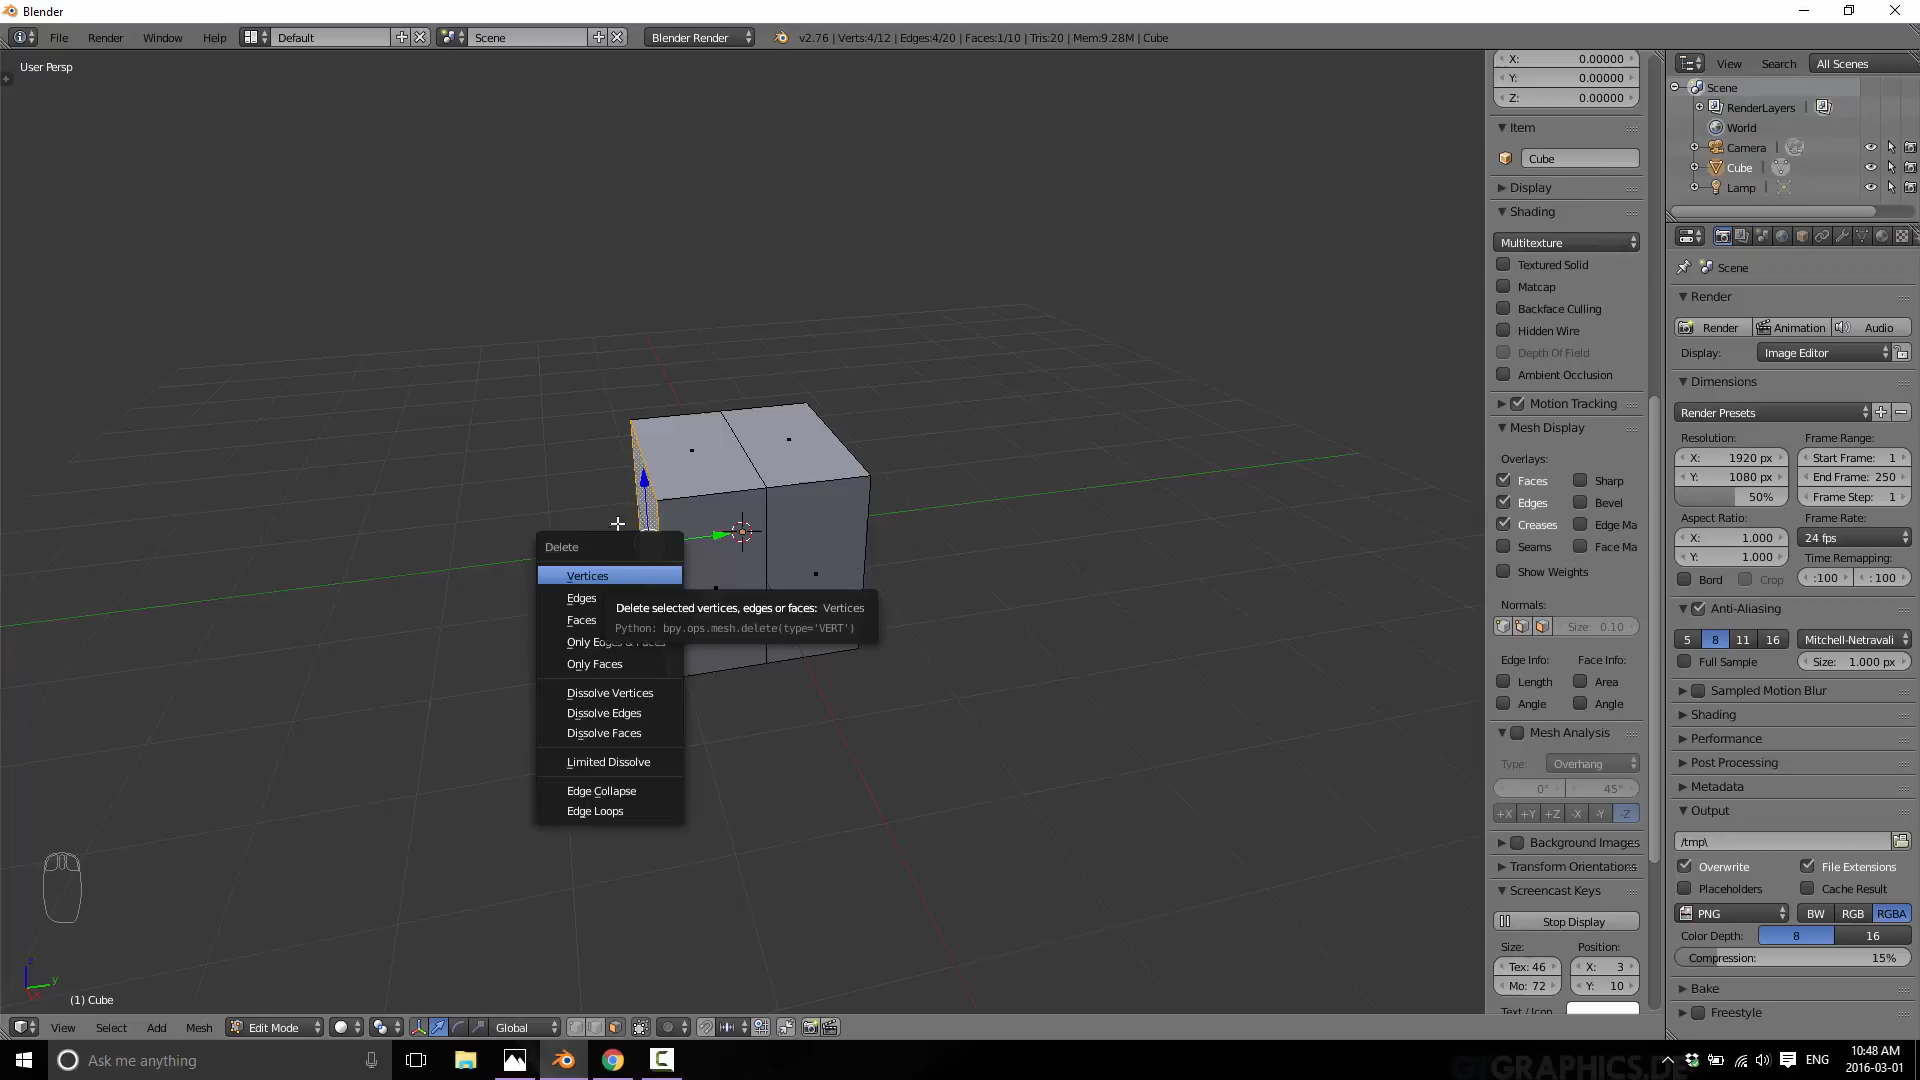 Blender
File Render Window Help Default Scene Blender Render v2.76 | Verts:4/12 | Edges:4/20 | Faces:1/10 | Tris:20 | Mem:9.28M | Cube
User Persp
Delete
Vertices
Edges
Faces
Only Edges & Faces
Only Faces
Dissolve Vertices
Dissolve Edges
Dissolve Faces
Limited Dissolve
Edge Collapse
Edge Loops
Delete selected vertices, edges or faces: Vertices
Python: bpy.ops.mesh.delete(type='VERT')
z
y
x
(1) Cube
View Select Add Mesh Edit Mode Global
X: 0.00000
Y: 0.00000
Z: 0.00000
Item
Cube
Display
Shading
Multitexture
Textured Solid
Matcap
Backface Culling
Hidden Wire
Depth Of Field
Ambient Occlusion
Motion Tracking
Mesh Display
Overlays:
Faces Sharp
Edges Bevel
Creases Edge Ma
Seams Face Ma
Show Weights
Normals:
Size: 0.10
Edge Info: Face Info:
Length Area
Angle Angle
Mesh Analysis
Type: Overhang
0° 45°
+X +Y +Z -X -Y -Z
Background Images
Transform Orientations
Screencast Keys
Stop Display
Size: Position:
Tex: 46 X: 3
Mo: 72 Y: 10
Text / Icon
View Search All Scenes
Scene
RenderLayers
World
Camera
Cube
Lamp
Scene
Render
Render Animation Audio
Display: Image Editor
Dimensions
Render Presets
Resolution: Frame Range:
X: 1920 px Start Frame: 1
Y: 1080 px End Frame: 250
50% Frame Step: 1
Aspect Ratio: Frame Rate:
X: 1.000 24 fps
Y: 1.000 Time Remapping:
Bord Crop :100 :100
Anti-Aliasing
5 8 11 16 Mitchell-Netravali
Full Sample Size: 1.000 px
Sampled Motion Blur
Shading
Performance
Post Processing
Metadata
Output
/tmp\
Overwrite File Extensions
Placeholders Cache Result
PNG BW RGB RGBA
Color Depth: 8 16
Compression: 15%
Bake
Freestyle
Ask me anything
GTGRAPHICS.DE
ENG
10:48 AM
2016-03-01